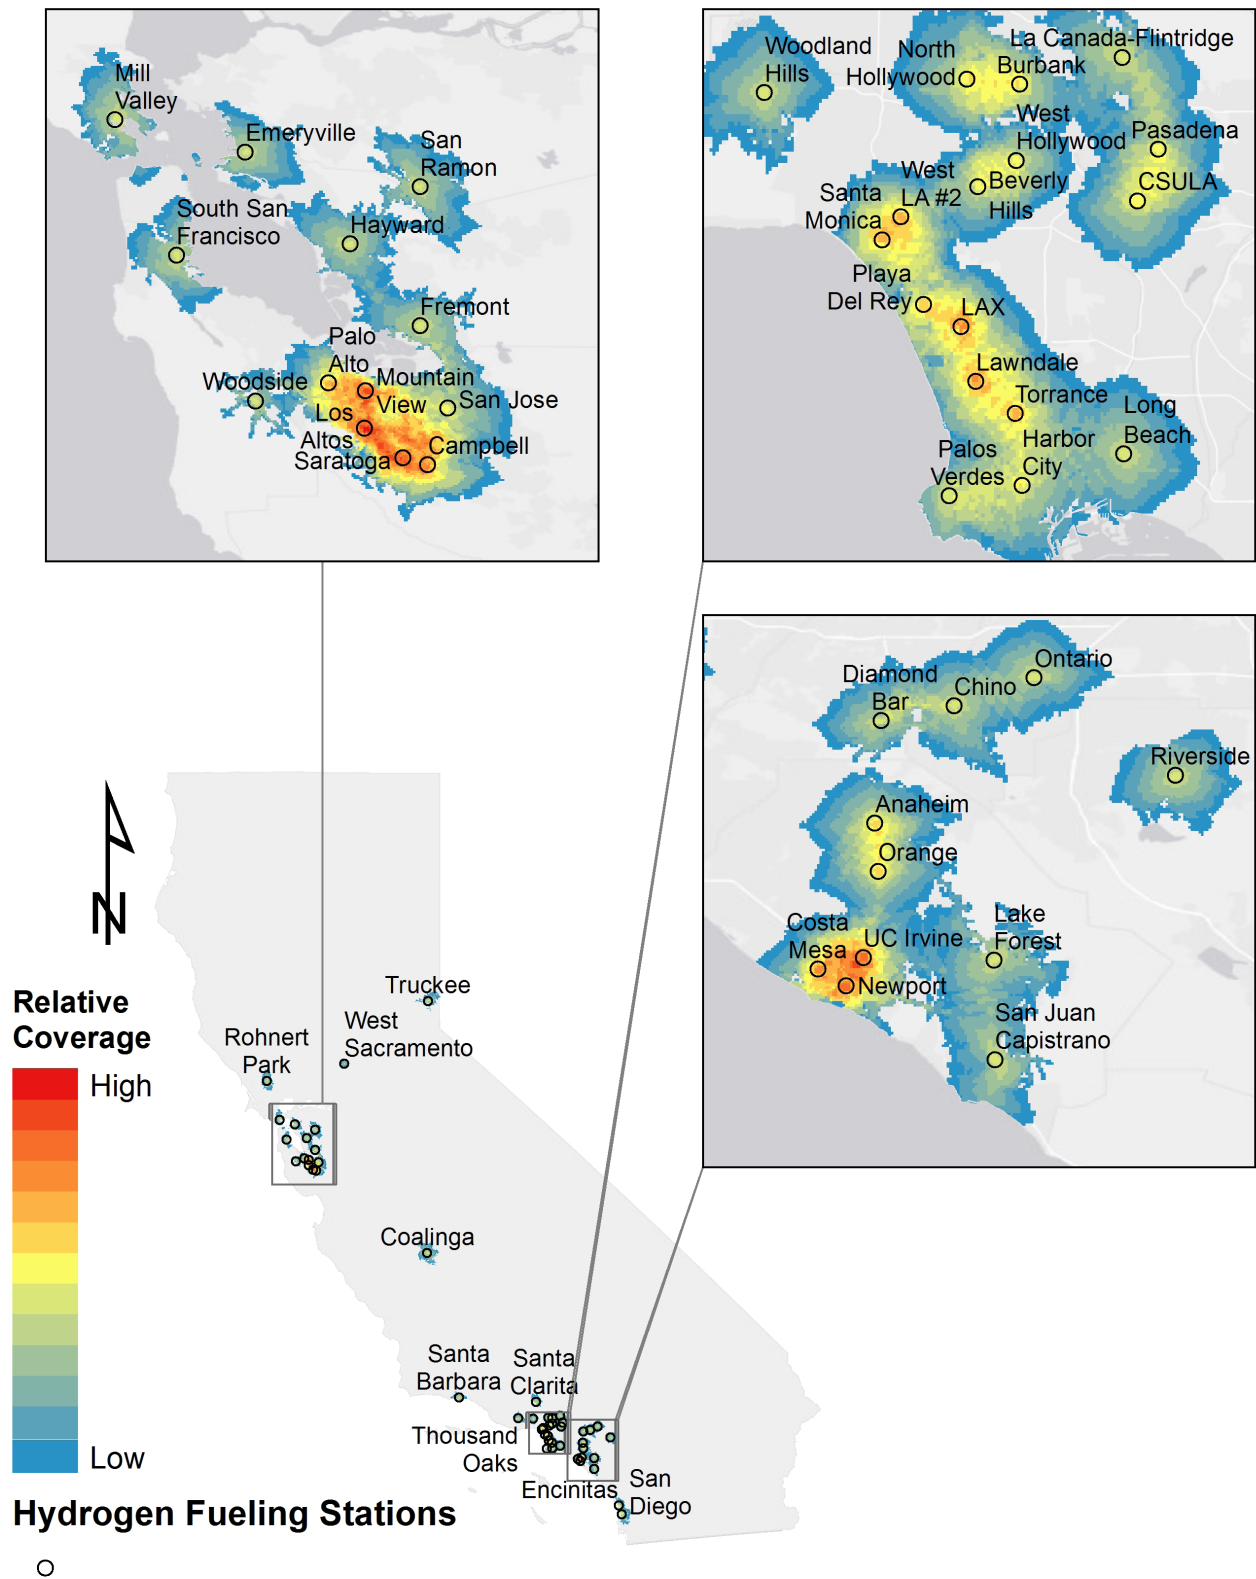 Mill
Valley
Emeryville
San
Ramon
South San
Francisco
Hayward
Fremont
Palo
Alto
Mountain
View
Woodside
San Jose
Los
Altos
Campbell
Saratoga
Woodland
Hills
North
Hollywood
La Canada-Flintridge
Burbank
West
Hollywood
Pasadena
CSULA
West
LA #2
Beverly
Hills
Santa
Monica
Playa
Del Rey
LAX
Lawndale
Torrance
Long
Beach
Harbor
City
Palos
Verdes
Ontario
Diamond
Bar
Chino
Riverside
Anaheim
Orange
Costa
Mesa
UC Irvine
Newport
Lake
Forest
San Juan
Capistrano
N
Truckee
West
Sacramento
Rohnert
Park
Coalinga
Santa
Barbara
Santa
Clarita
Thousand
Oaks
Encinitas
San
Diego
Relative
Coverage
High
Low
Hydrogen Fueling Stations